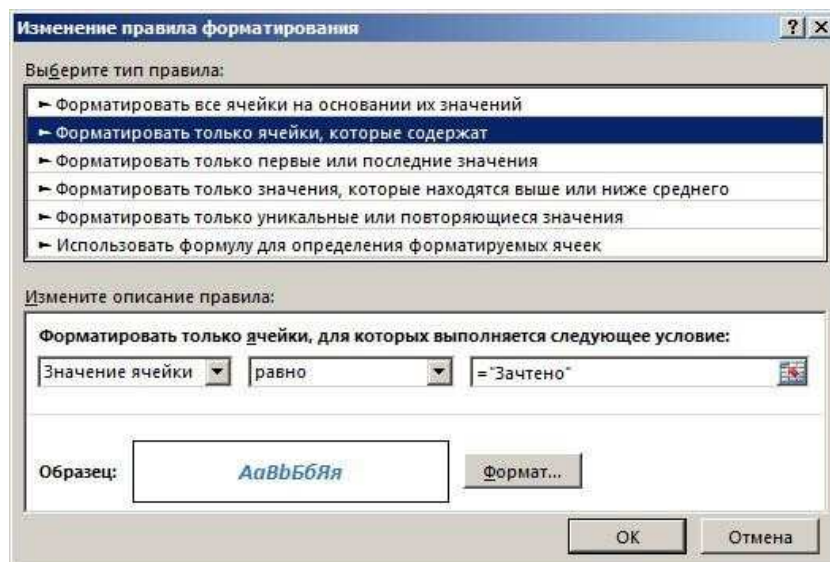 Изменение правила форматирования
Выберите тип правила:
► Форматировать все ячейки на основании их значений
► Форматировать только ячейки, которые содержат
► Форматировать только первые или последние значения
► Форматировать только значения, которые находятся выше или ниже среднего
► Форматировать только уникальные или повторяющиеся значения
► Использовать формулу для определения форматируемых ячеек
Измените описание правила:
Форматировать только ячейки, для которых выполняется следующее условие:
Значение ячейки равно ="Зачтено"
Образец: АаВbБбЯя Формат...
ОК Отмена